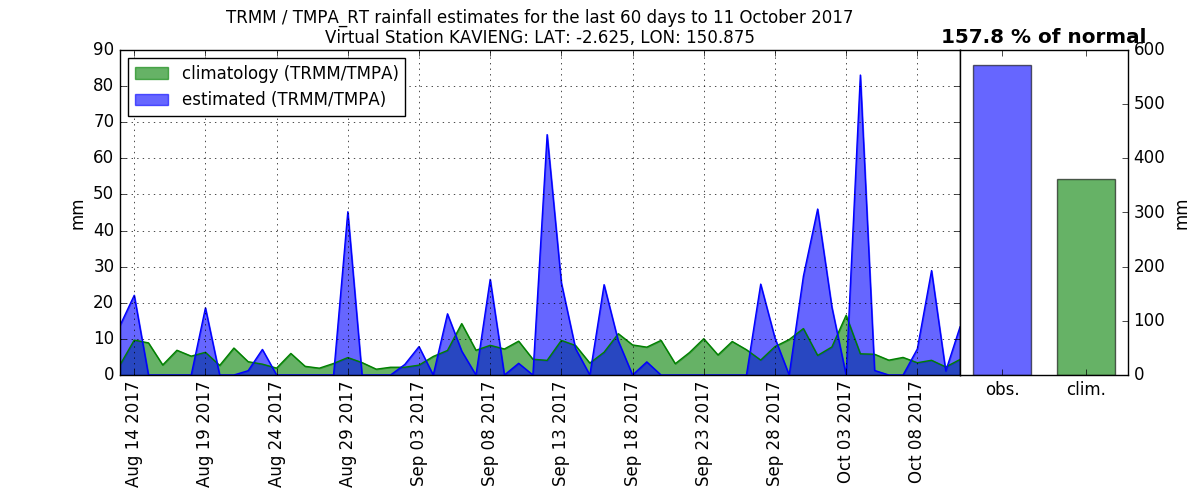 TRMM / TMPA_RT rainfall estimates for the last 60 days to 11 October 2017
Virtual Station KAVIENG: LAT: -2.625, LON: 150.875
157.8 % of normal
climatology (TRMM/TMPA)
estimated (TRMM/TMPA)
mm
90
80
70
60
50
40
30
20
10
0
Aug 14 2017
Aug 19 2017
Aug 24 2017
Aug 29 2017
Sep 03 2017
Sep 08 2017
Sep 13 2017
Sep 18 2017
Sep 23 2017
Sep 28 2017
Oct 03 2017
Oct 08 2017
obs.
clim.
600
500
400
300
200
100
0
mm